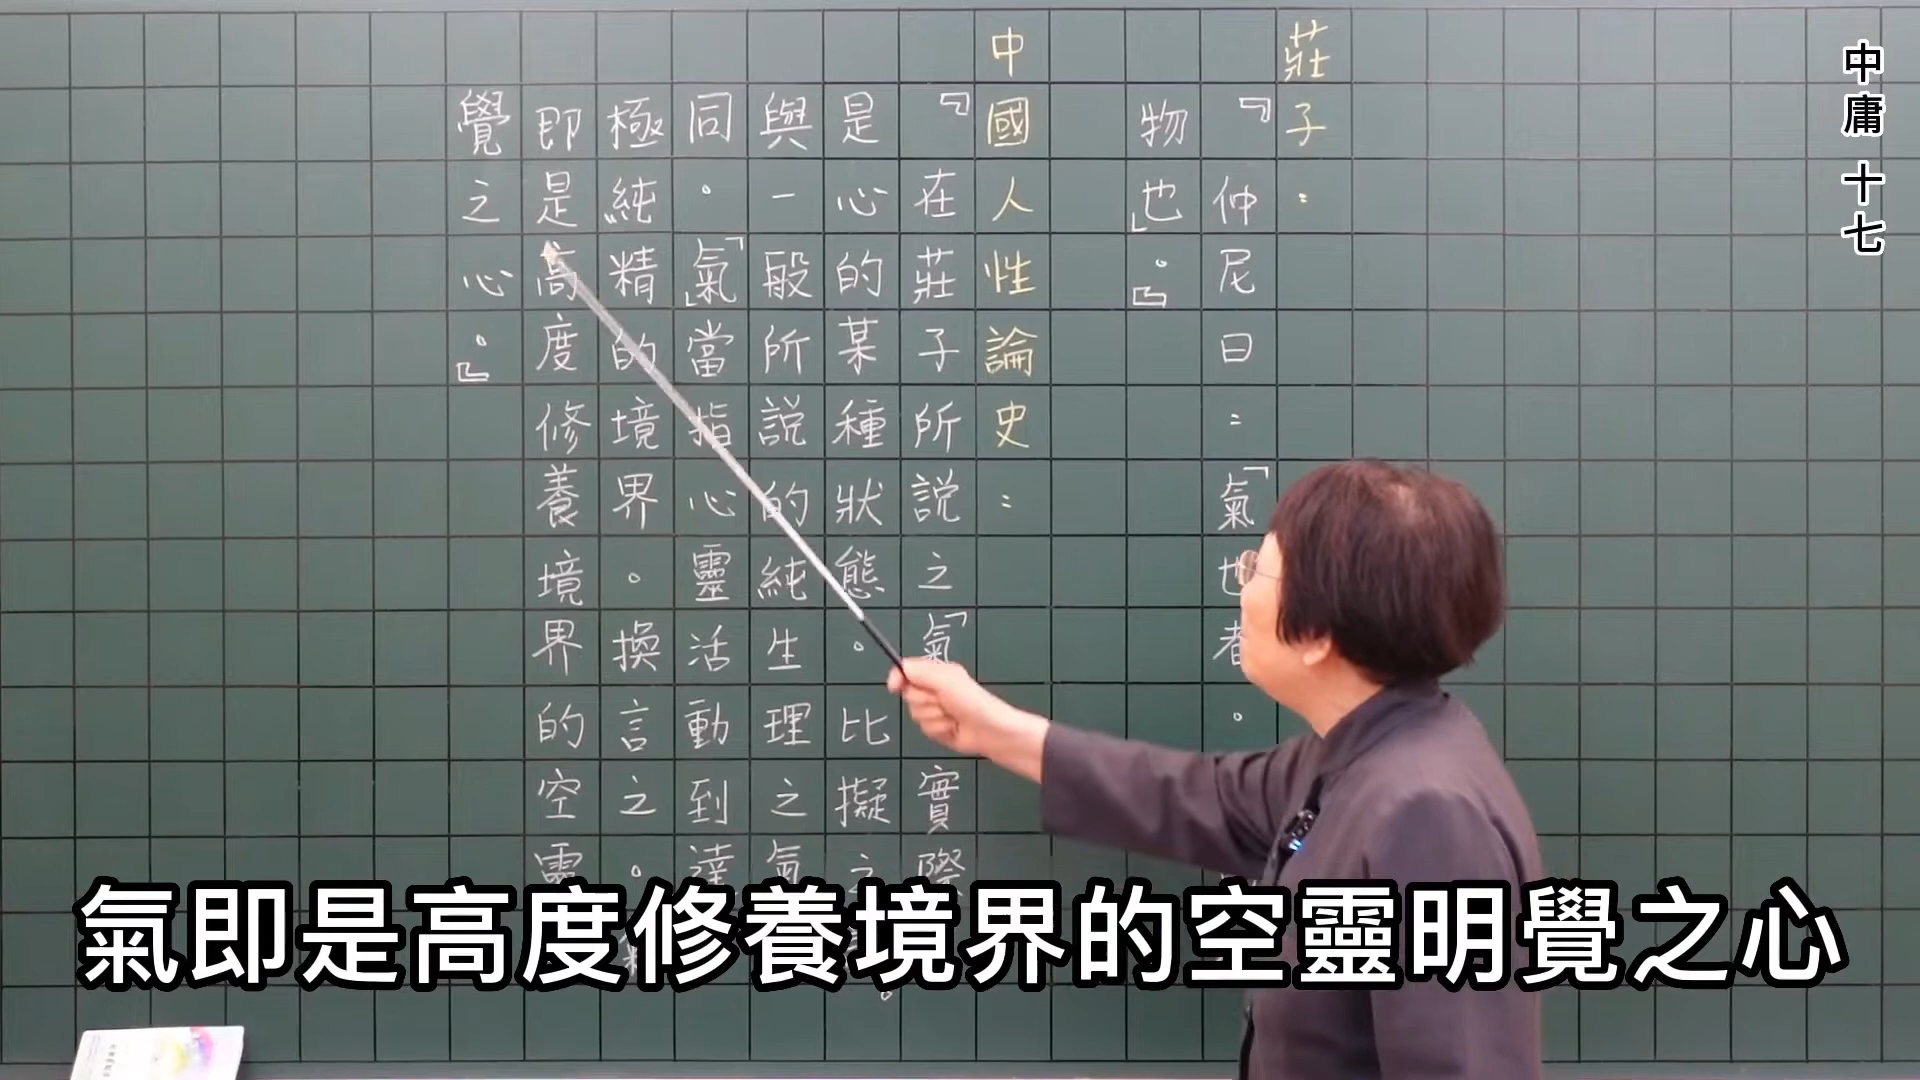 中庸 十七
莊子：
『仲尼曰：「氣也者。
物也」。』
中國人性論史：
『在莊子所說之「氣」實際
是心的某種狀態。比擬之
與一般所說的純生理之氣
同。「氣」當指心靈活動到達
極純精的境界。換言之。
即是高度修養境界的空靈
覺之心。』
氣即是高度修養境界的空靈明覺之心